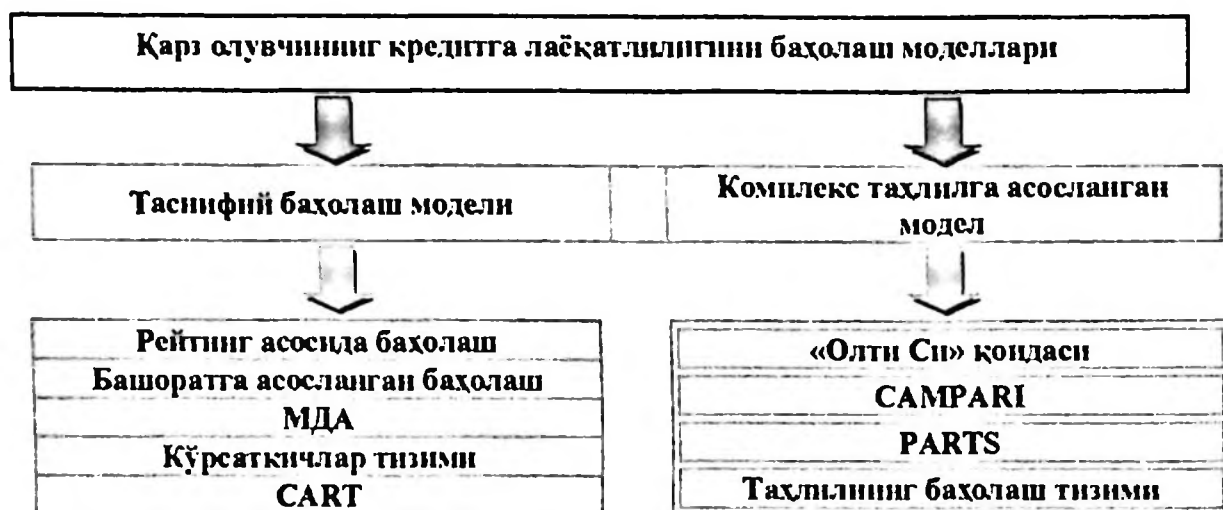 Қарз олувчининг кредитга лаёқатлилигини баҳолаш моделлари
Таснифий баҳолаш модели
Комплекс таҳлилга асосланган
модел
Рейтинг асосида баҳолаш
Башоратга асосланган баҳолаш
МДА
Кўрсаткичлар тизими
CART
«Олти Си» қоидаси
CAMPARI
PARTS
Таҳлилнинг баҳолаш тизими